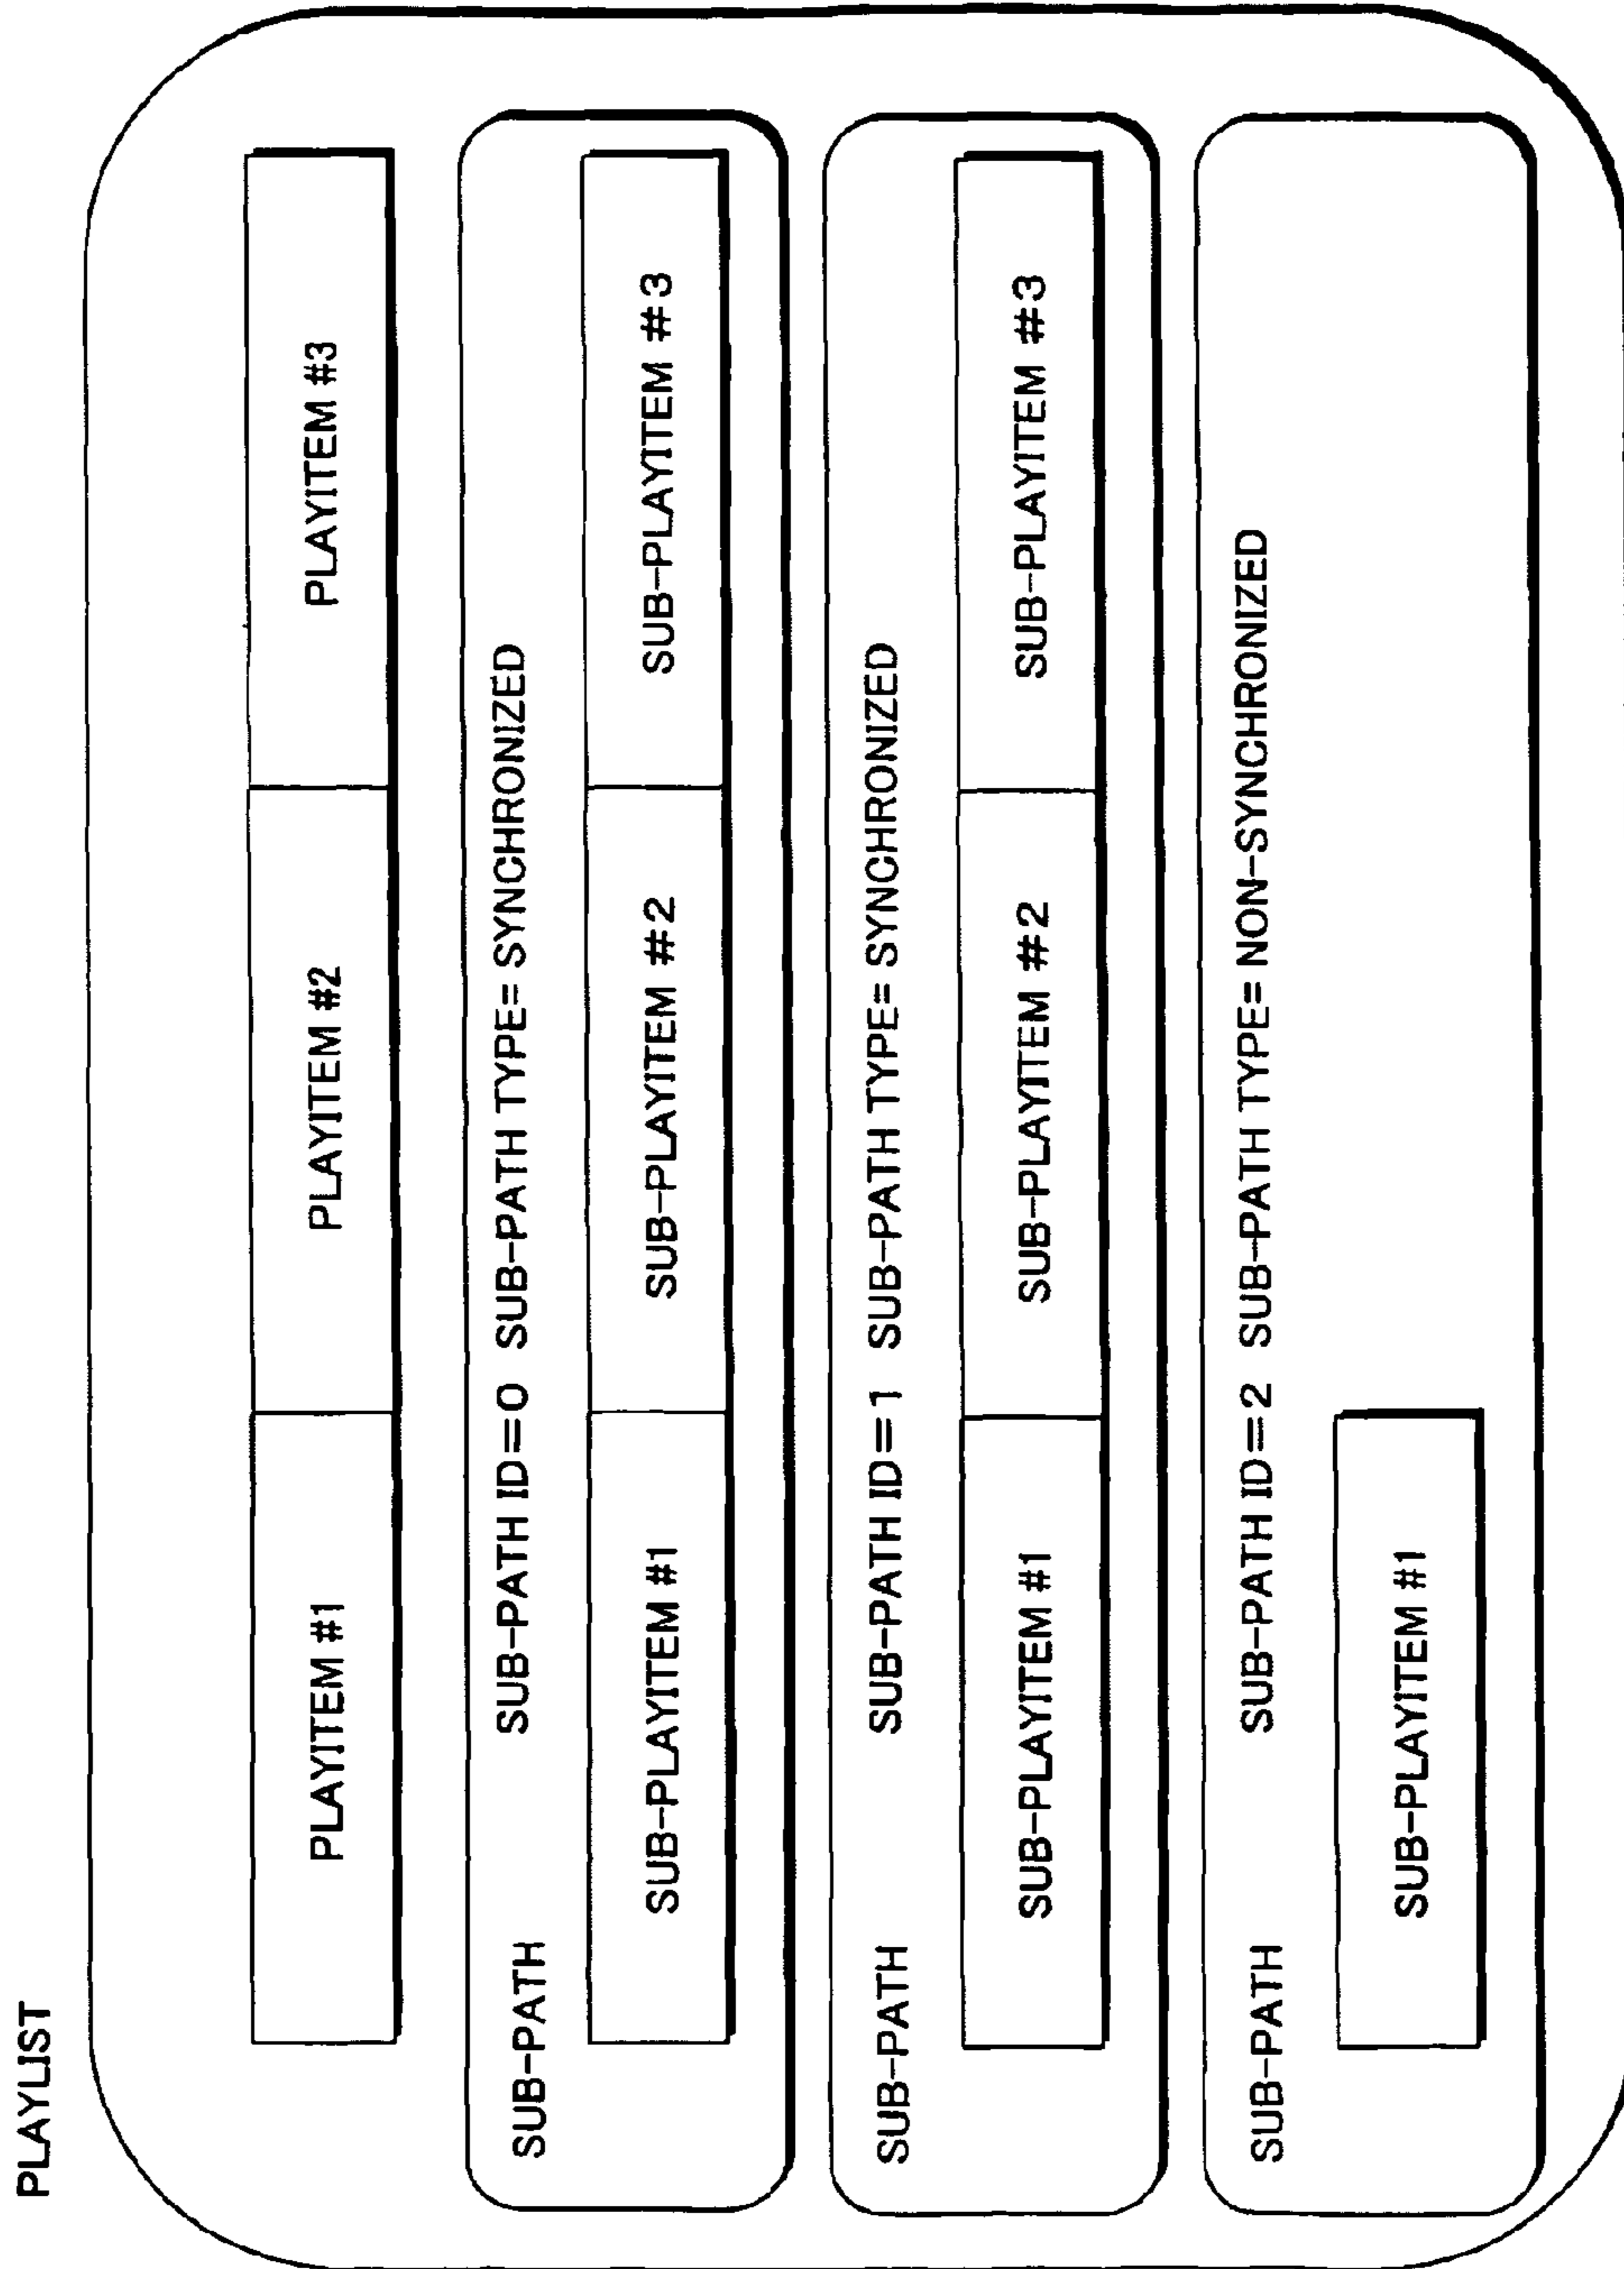 PLAYLIST
PLAYITEM #1 PLAYITEM #2 PLAYITEM #3
SUB-PATH SUB-PATH ID=0 SUB-PATH TYPE= SYNCHRONIZED
SUB-PLAYITEM #1 SUB-PLAYITEM #2 SUB-PLAYITEM #3
SUB-PATH SUB-PATH ID=1 SUB-PATH TYPE= SYNCHRONIZED
SUB-PLAYITEM #1 SUB-PLAYITEM #2 SUB-PLAYITEM #3
SUB-PATH SUB-PATH ID=2 SUB-PATH TYPE= NON-SYNCHRONIZED
SUB-PLAYITEM #1